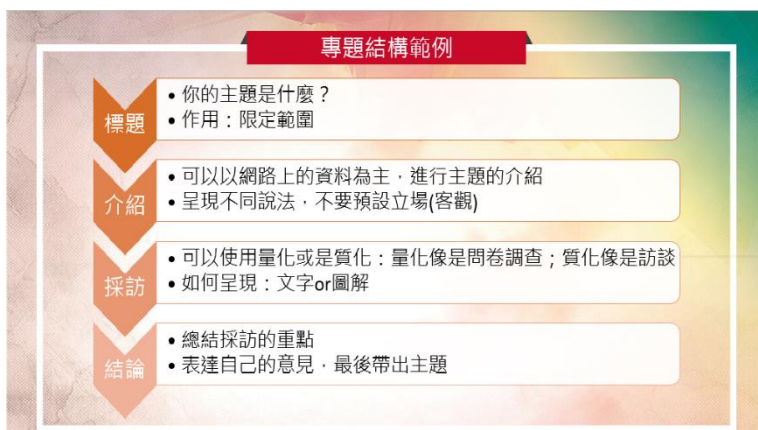 專題結構範例
標題
• 你的主題是什麼？
• 作用：限定範圍
介紹
• 可以以網路上的資料為主，進行主題的介紹
• 呈現不同說法，不要預設立場(客觀)
採訪
• 可以使用量化或是質化：量化像是問卷調查；質化像是訪談
• 如何呈現：文字or圖解
結論
• 總結採訪的重點
• 表達自己的意見，最後帶出主題